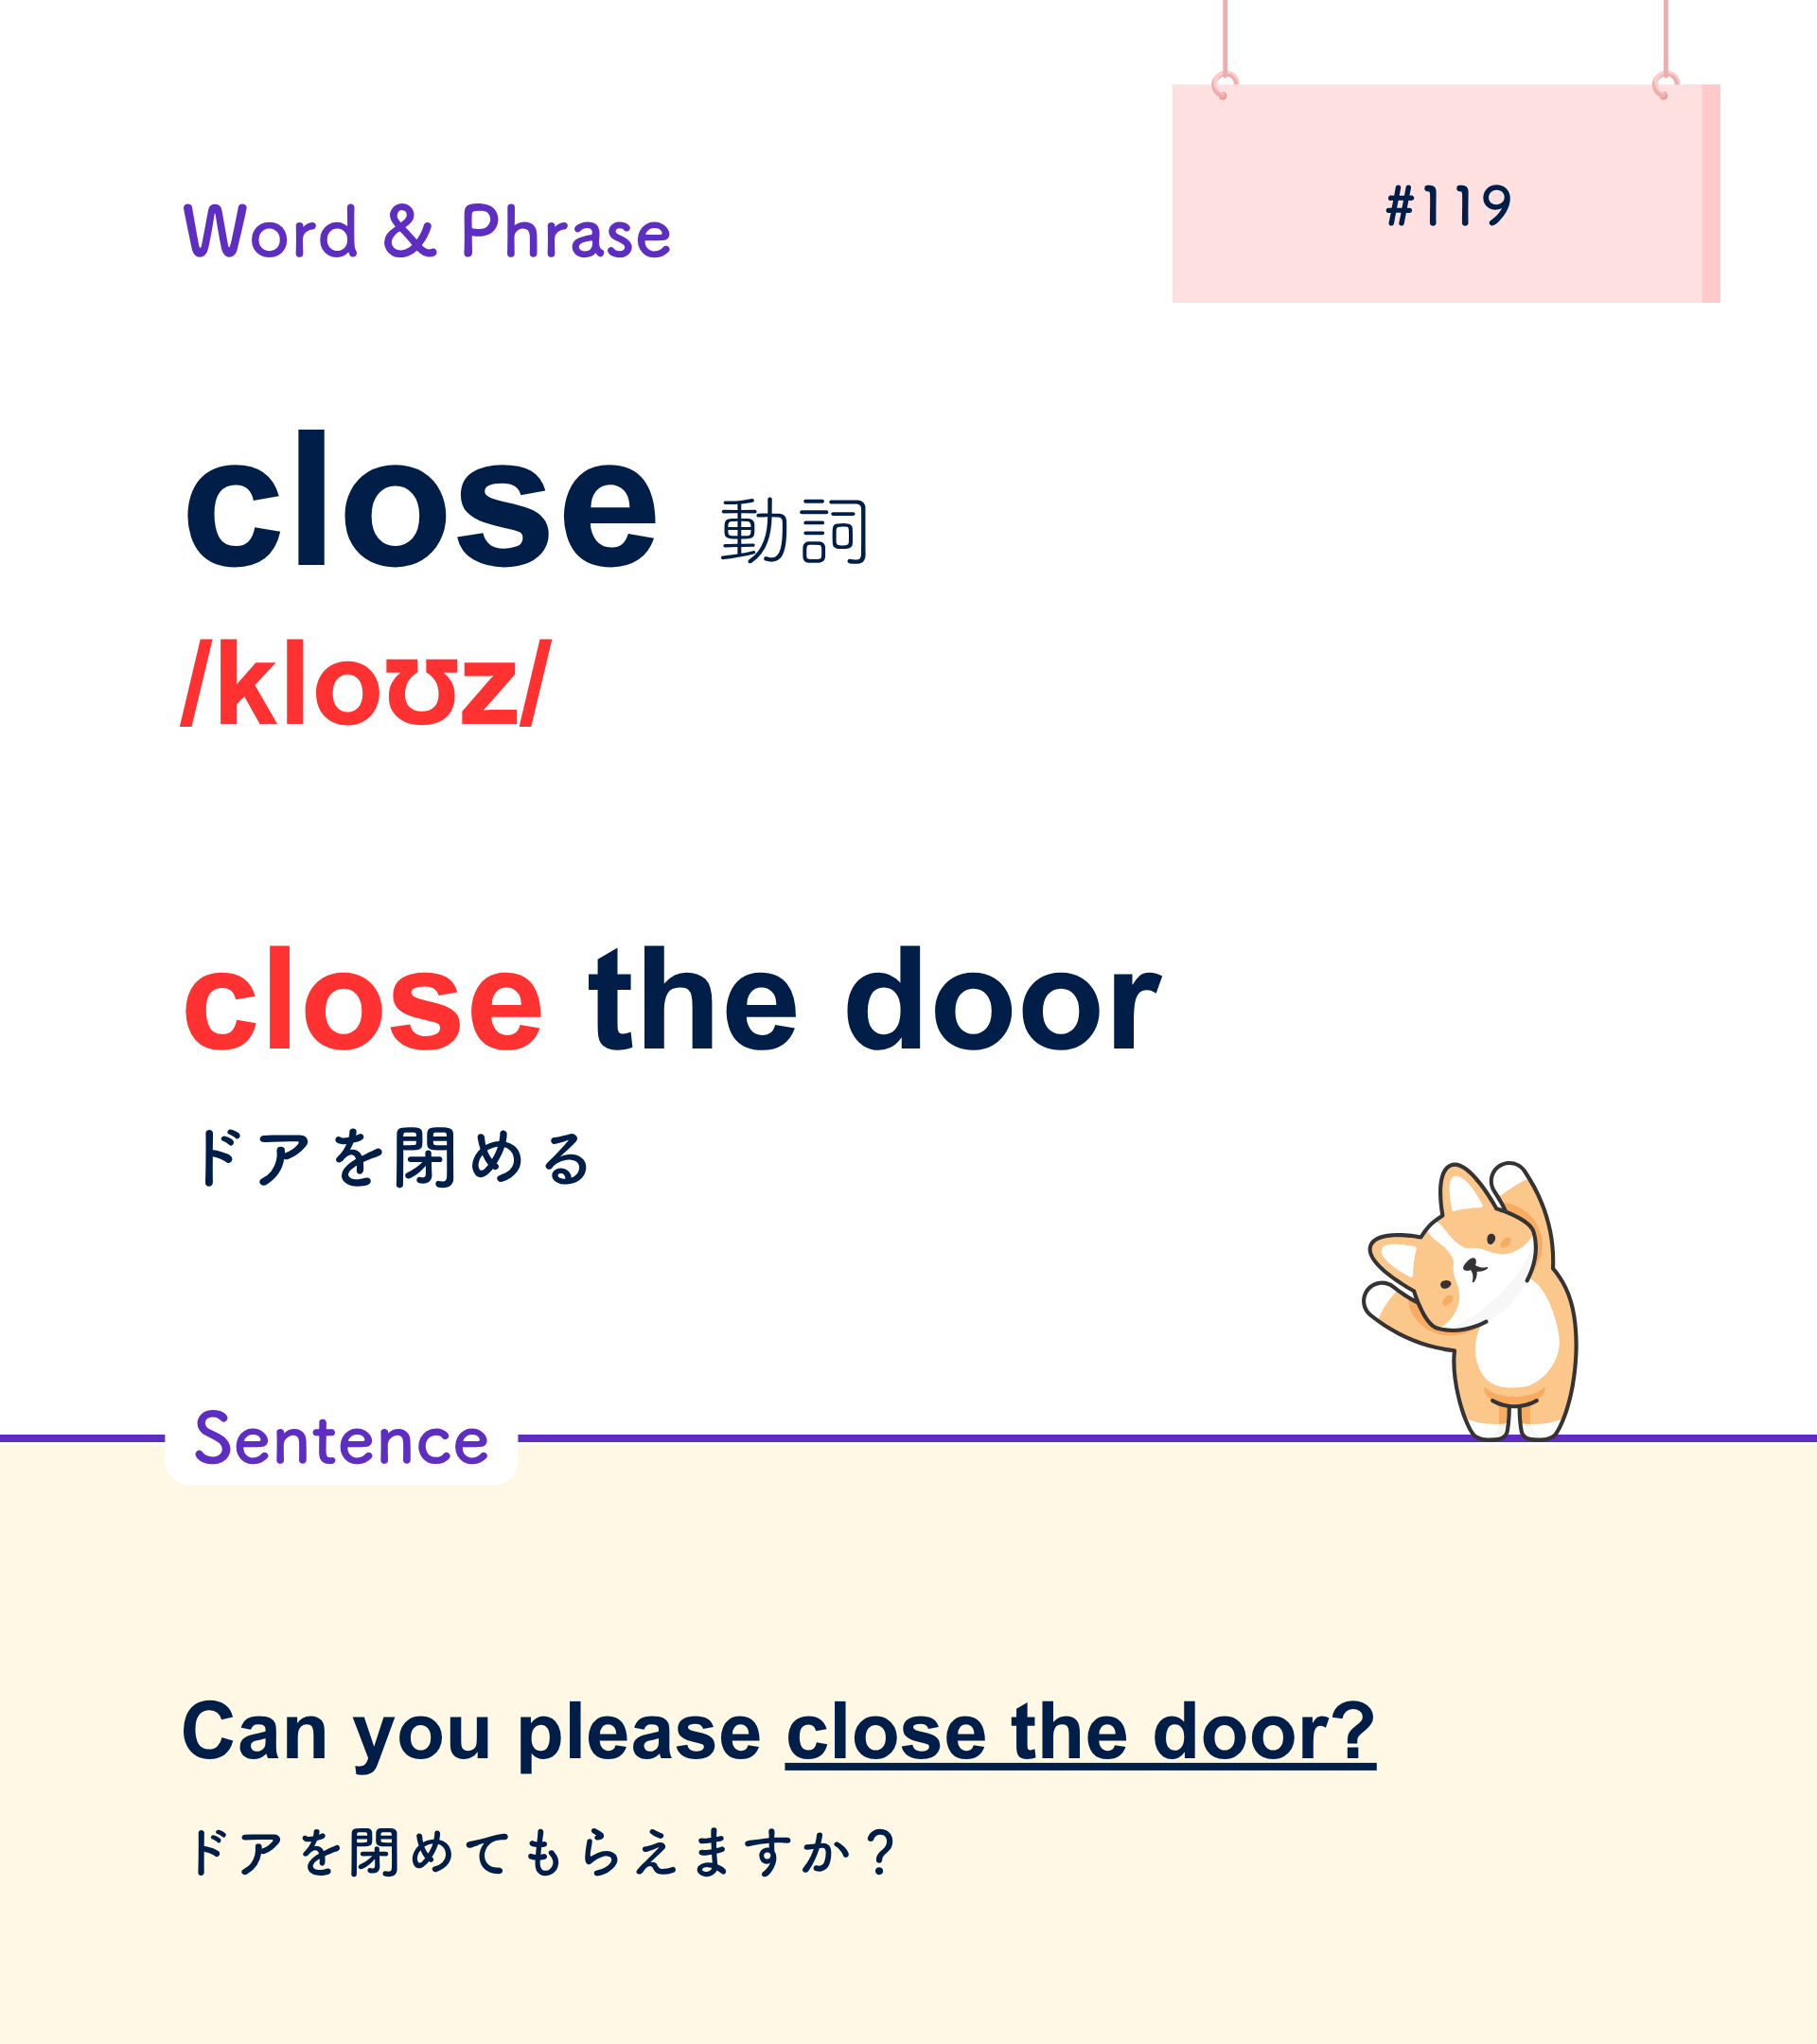 Word & Phrase
#119
close 動詞
/kloʊz/
close the door
ドアを閉める
Sentence
Can you please close the door?
ドアを閉めてもらえますか？